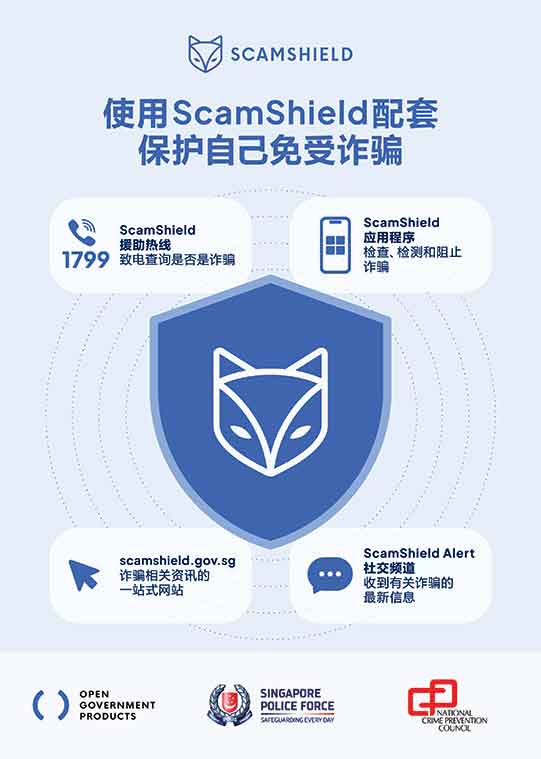 SCAMSHIELD
使用ScamShield配套
保护自己免受诈骗
1799
ScamShield
援助热线
致电查询是否是诈骗
ScamShield
应用程序
检查、检测和阻止
诈骗
scamshield.gov.sg
诈骗相关资讯的
一站式网站
ScamShield Alert
社交频道
收到有关诈骗的
最新信息
OPEN
GOVERNMENT
PRODUCTS
SINGAPORE
POLICE FORCE
SAFEGUARDING EVERY DAY
NATIONAL
CRIME PREVENTION
COUNCIL